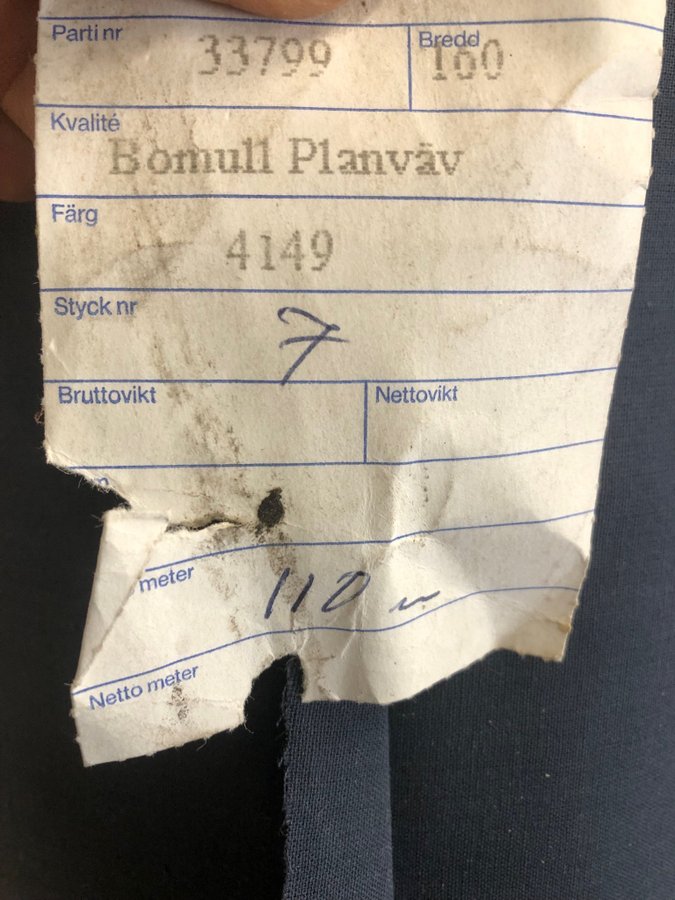 Parti nr 33799 Bredd 160
Kvalité
Bomull Planväv
Färg
4149
Styck nr
7
Bruttovikt Nettovikt
meter 110 m
Netto meter